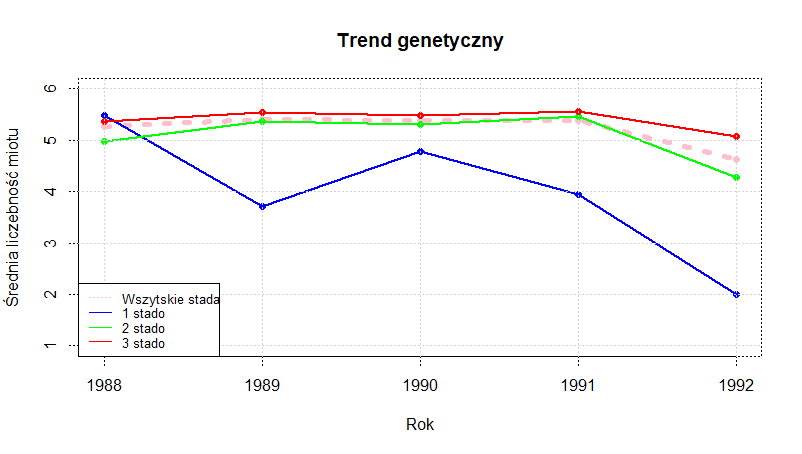 Trend genetyczny
Średnia liczebność miotu
6
5
4
3
2
1
Wszytskie stada
1 stado
2 stado
3 stado
1988 1989 1990 1991 1992
Rok